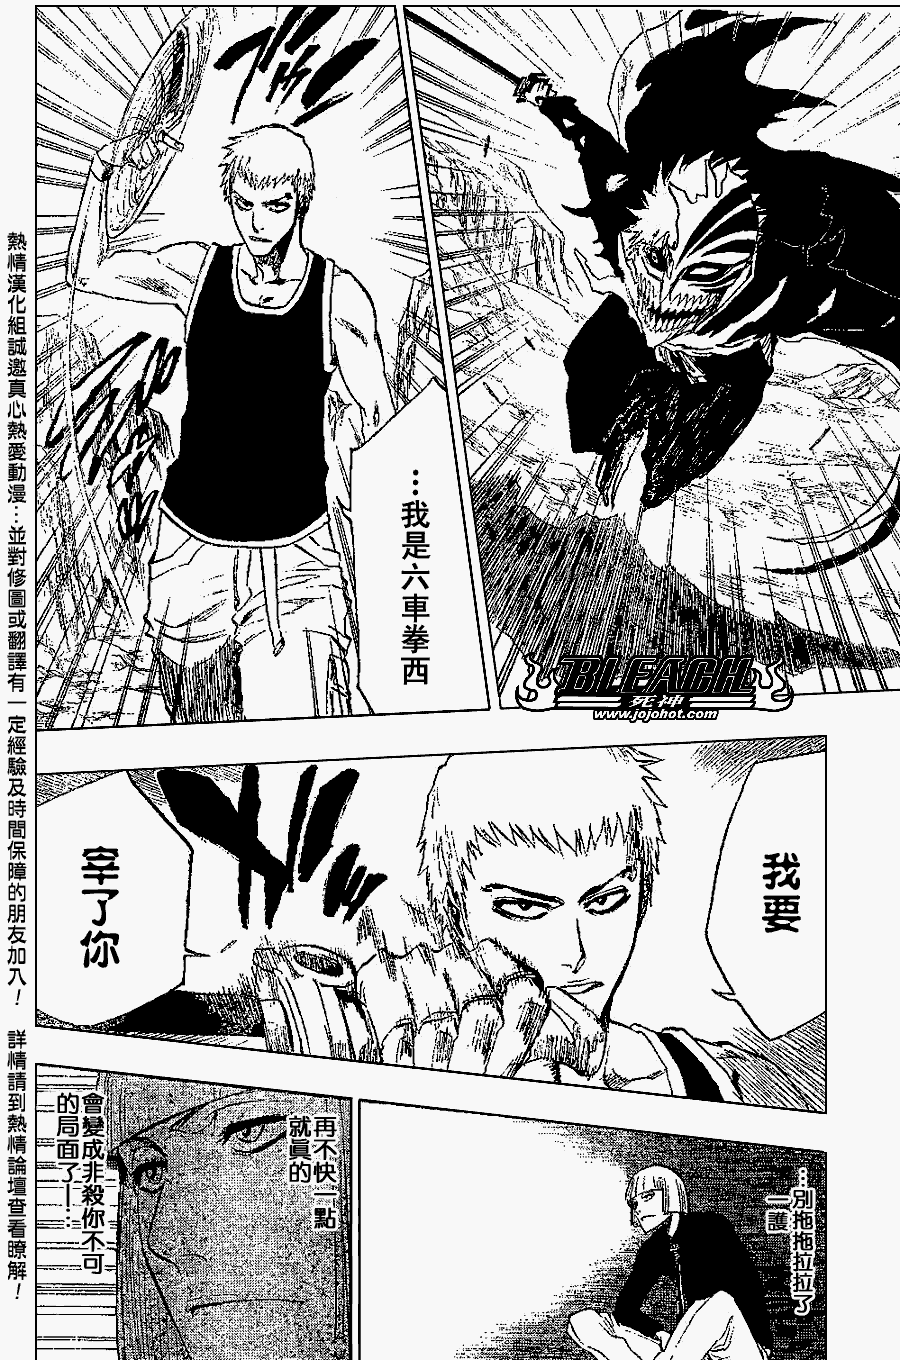 …我是六車拳西
BLEACH
死神
www.jojohot.com
我要
宰了你
…別拖拖拉拉了
一護
再不快一點
就眞的
會變成非殺你不可
的局面了——…
熱情漢化組誠邀真心熱愛動漫…並對修圖或翻譯有一定經驗及時間保障的朋友加入！ 詳情請到熱情論壇查看瞭解！